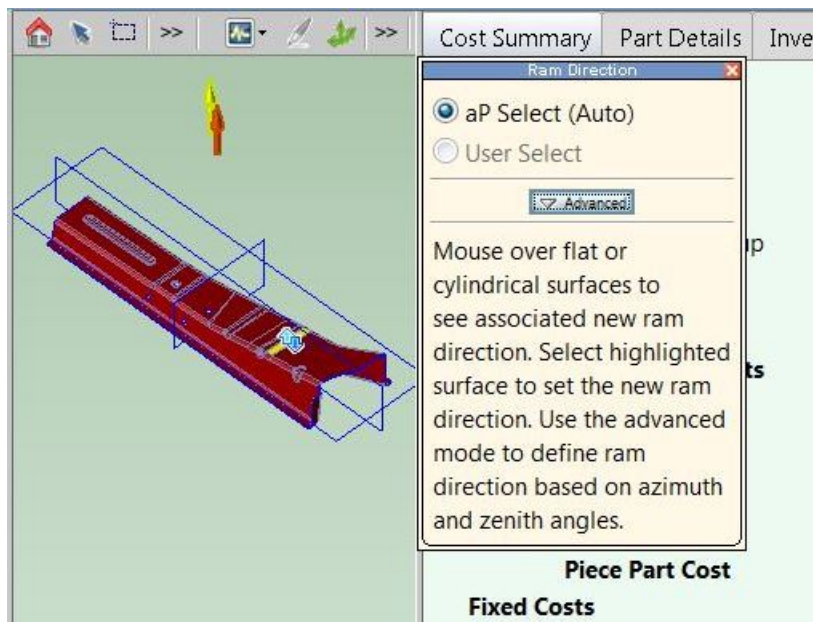 >>
>>
Cost Summary
Part Details
Inve
Ram Direction
aP Select (Auto)
User Select
Advanced
Mouse over flat or
cylindrical surfaces to
see associated new ram
direction. Select highlighted
surface to set the new ram
direction. Use the advanced
mode to define ram
direction based on azimuth
and zenith angles.
up
ts
Piece Part Cost
Fixed Costs